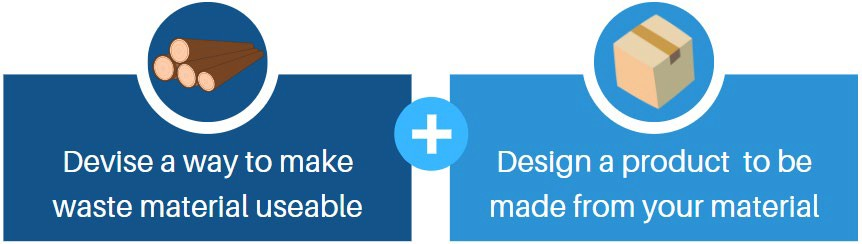 Devise a way to make
waste material useable
Design a product  to be
made from your material